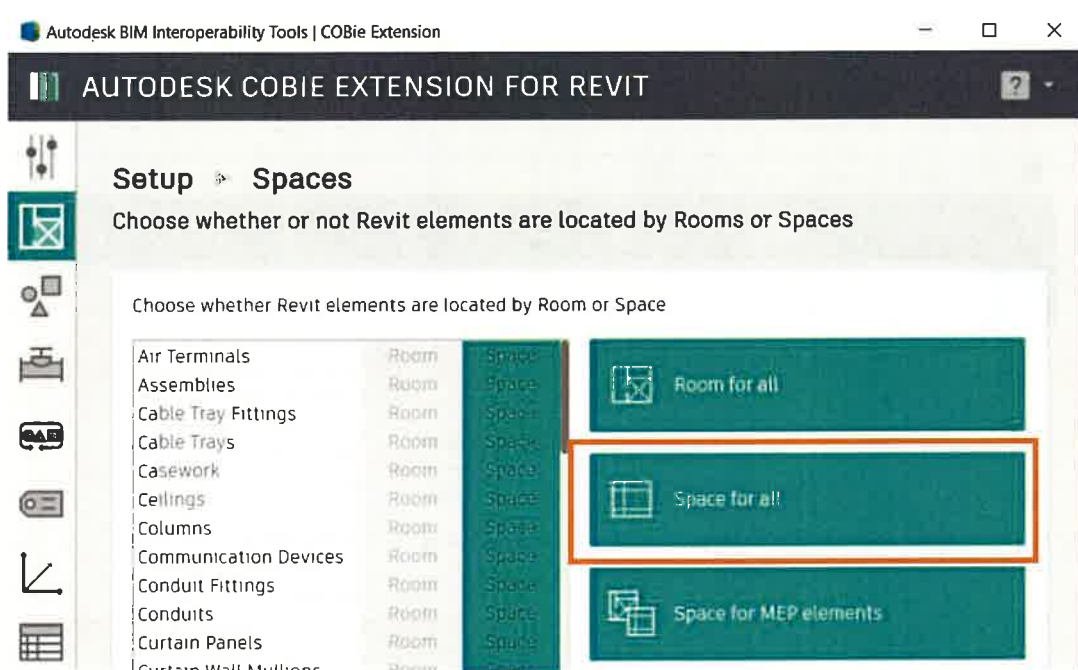 Autodesk BIM Interoperability Tools | COBie Extension
AUTODESK COBIE EXTENSION FOR REVIT
?
Setup > Spaces
Choose whether or not Revit elements are located by Rooms or Spaces
Choose whether Revit elements are located by Room or Space
Air Terminals Room Space
Assemblies Room Space
Cable Tray Fittings Room Space
Cable Trays Room Space
Casework Room Space
Ceilings Room Space
Columns Room Space
Communication Devices Room Space
Conduit Fittings Room Space
Conduits Room Space
Curtain Panels Room Space
Curtain Wall Mullions Room
Room for all
Space for all
Space for MEP elements